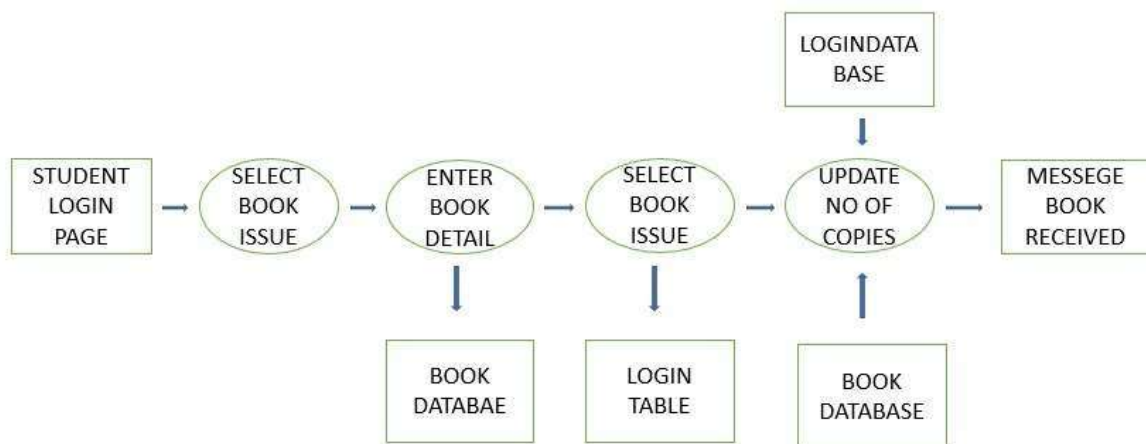 LOGINDATA
BASE
STUDENT
LOGIN
PAGE
SELECT
BOOK
ISSUE
ENTER
BOOK
DETAIL
SELECT
BOOK
ISSUE
UPDATE
NO OF
COPIES
MESSEGE
BOOK
RECEIVED
BOOK
DATABAE
LOGIN
TABLE
BOOK
DATABASE